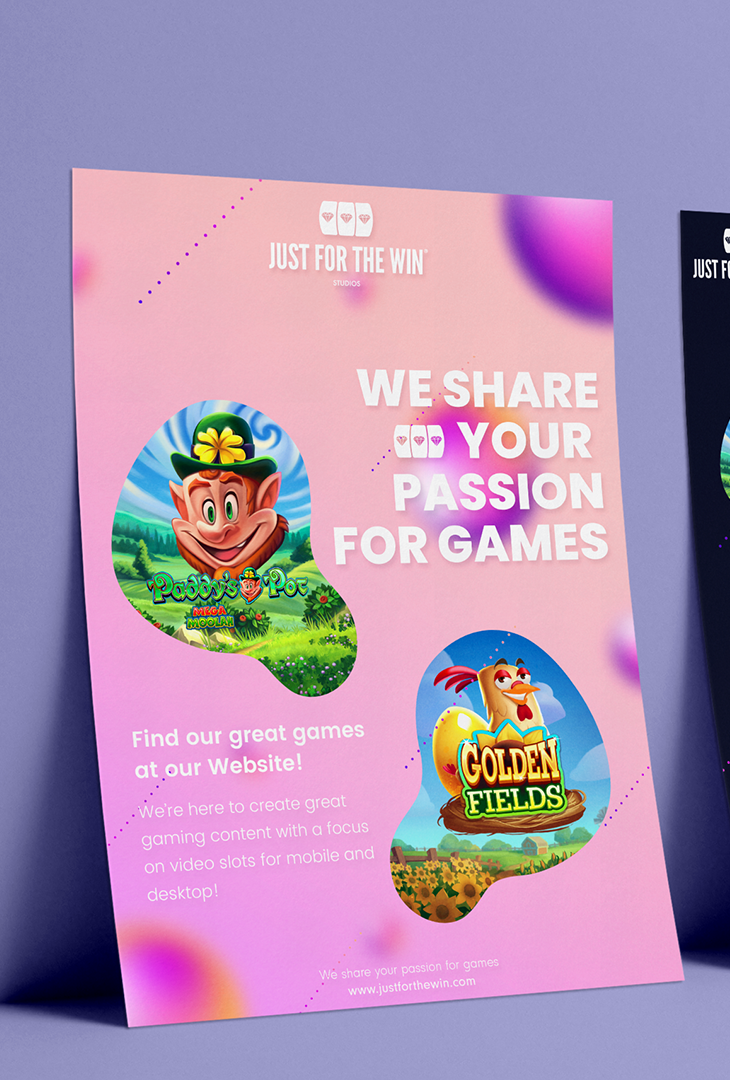 JUST FOR THE WIN
STUDIOS
WE SHARE
YOUR
PASSION
FOR GAMES
Paddy's Pot
MEGA
MOOLAH
Find our great games
at our Website!
We're here to create great
gaming content with a focus
on video slots for mobile and
desktop!
GOLDEN
FIELDS
We share your passion for games
www.justforthewin.com
JUST FO